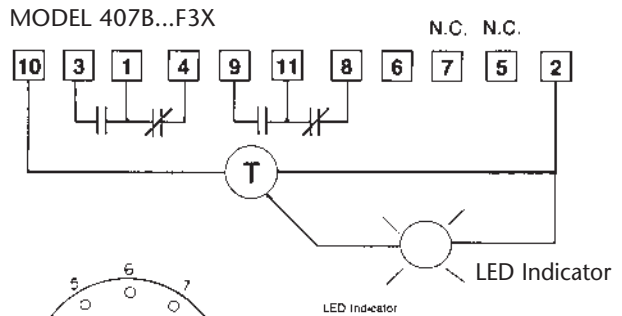 MODEL 407B...F3X
N.C. N.C.
10 3 1 4 9 11 8 6 7 5 2
T
LED Indicator
5 6 7
LED Indicator